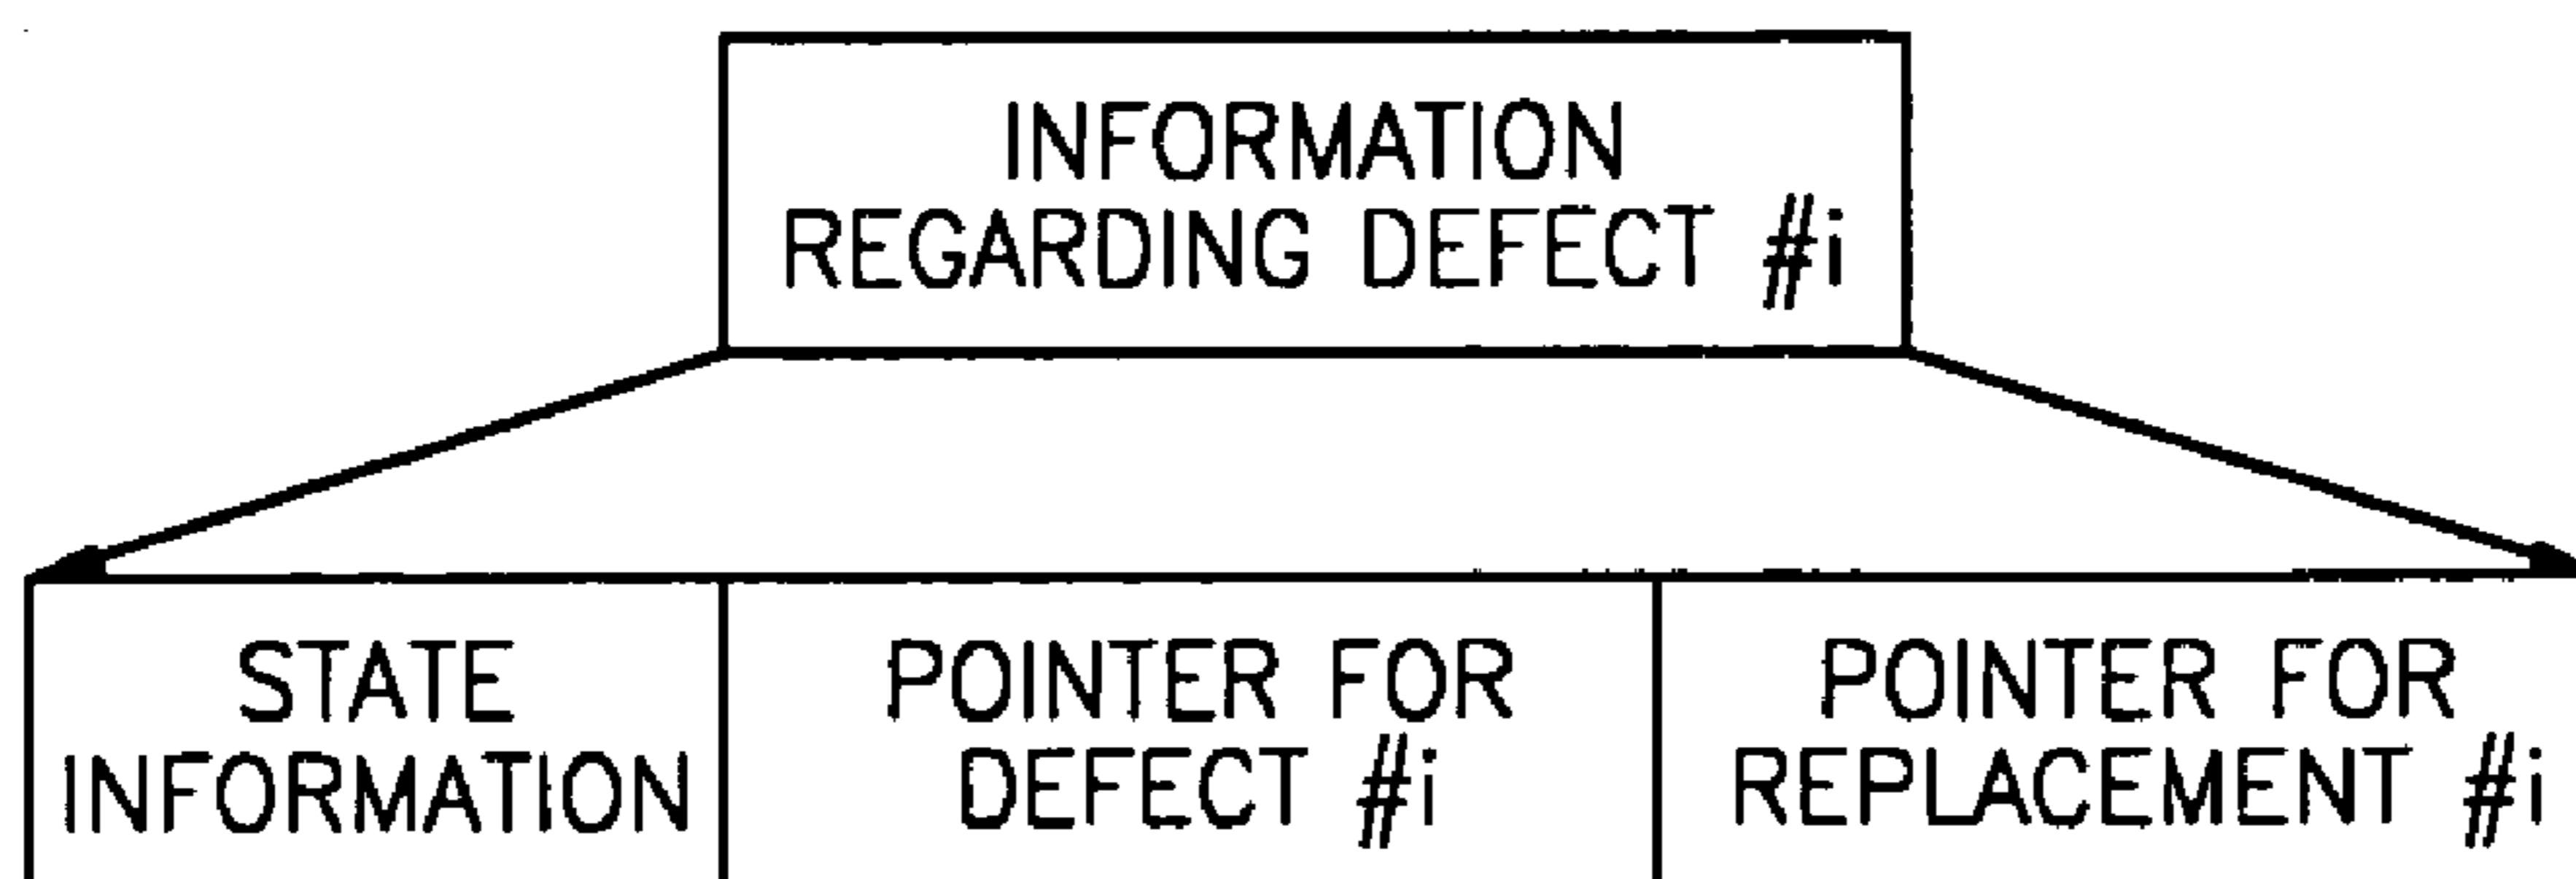 INFORMATION
REGARDING DEFECT #i
STATE
INFORMATION
POINTER FOR
DEFECT #i
POINTER FOR
REPLACEMENT #i